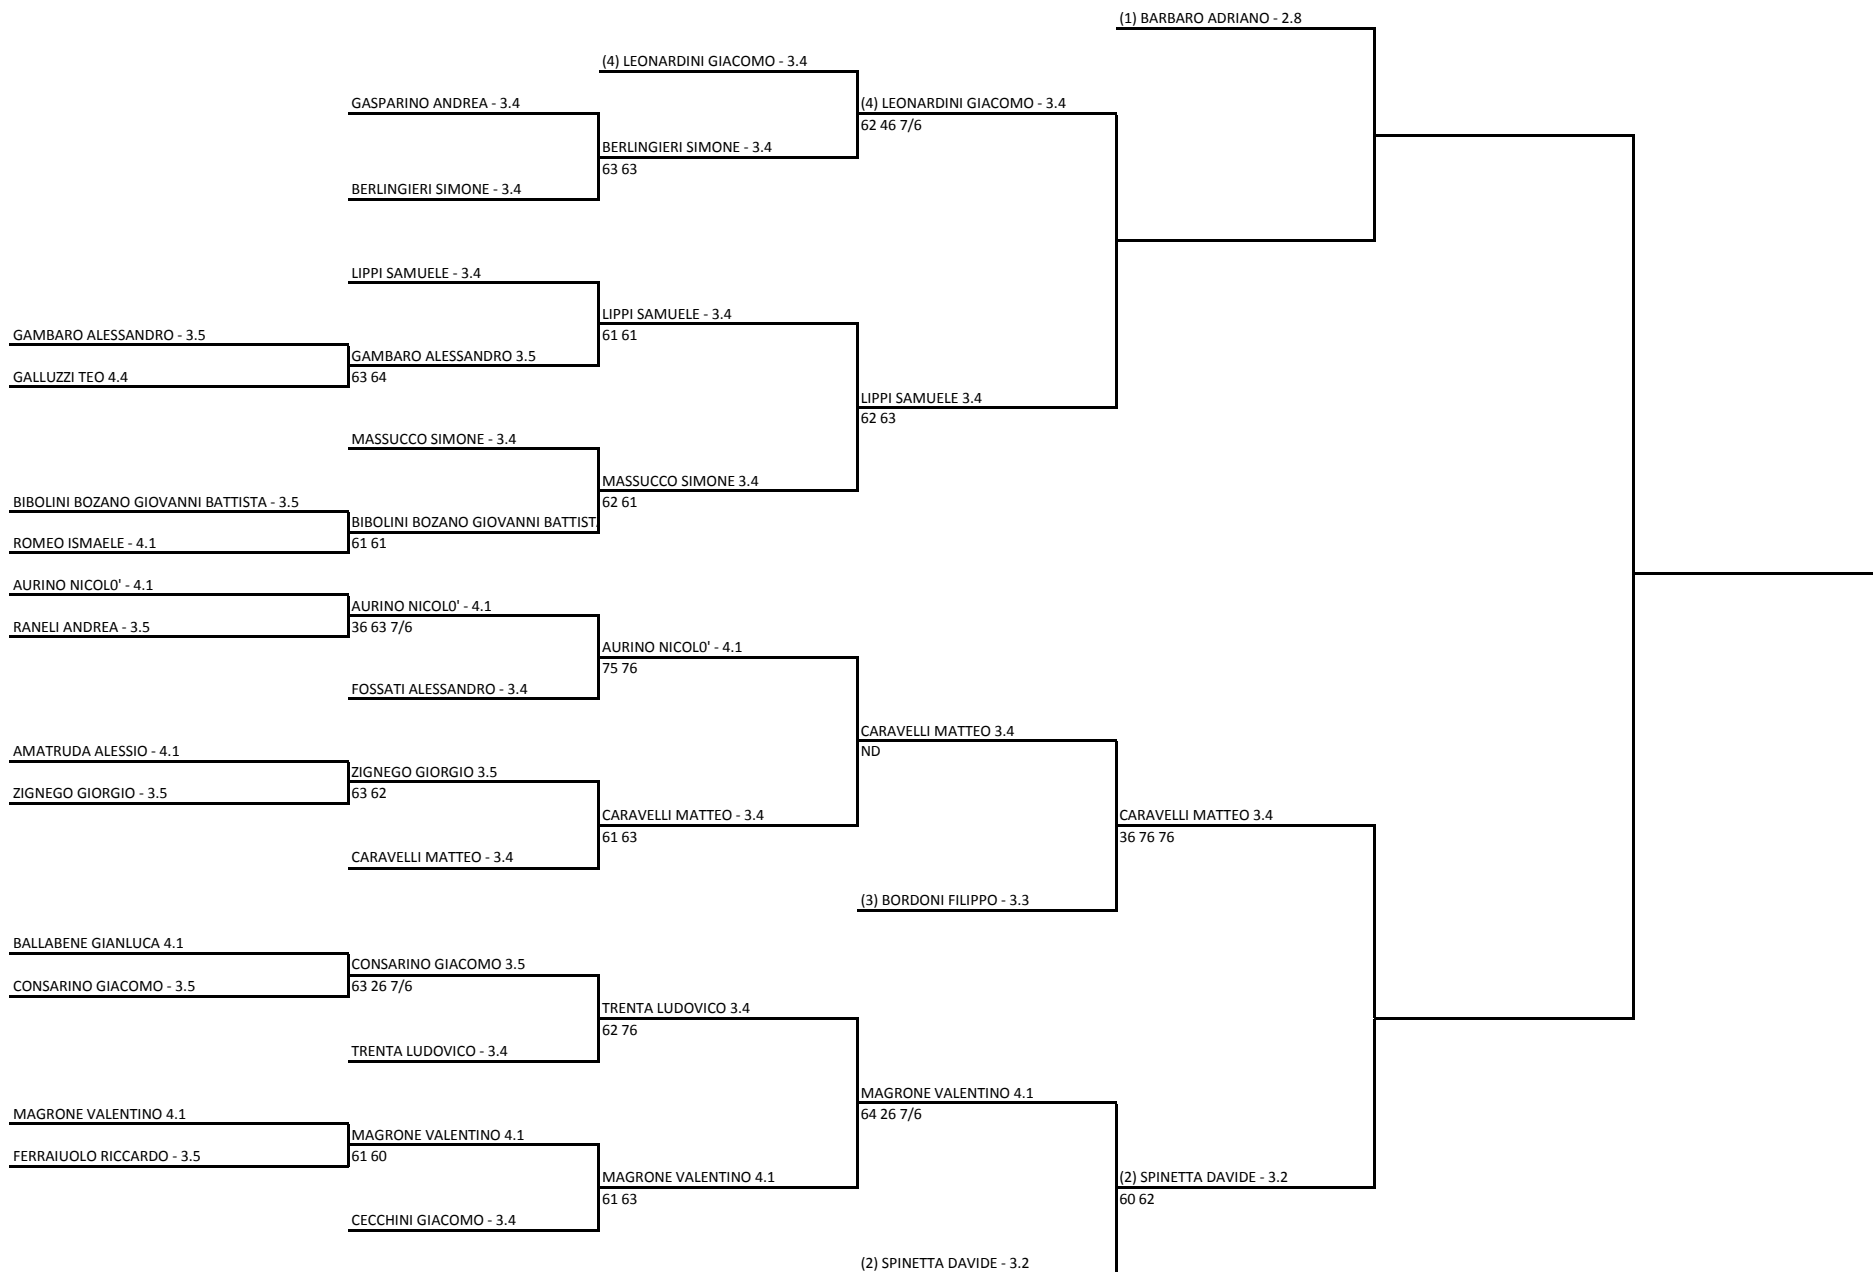 (1) BARBARO ADRIANO - 2.8
(4) LEONARDINI GIACOMO - 3.4
GASPARINO ANDREA - 3.4
(4) LEONARDINI GIACOMO - 3.4
62 46 7/6
BERLINGIERI SIMONE - 3.4
63 63
BERLINGIERI SIMONE - 3.4
LIPPI SAMUELE - 3.4
LIPPI SAMUELE - 3.4
61 61
GAMBARO ALESSANDRO - 3.5
GAMBARO ALESSANDRO 3.5
63 64
GALLUZZI TEO 4.4
LIPPI SAMUELE 3.4
62 63
MASSUCCO SIMONE - 3.4
MASSUCCO SIMONE 3.4
62 61
BIBOLINI BOZANO GIOVANNI BATTISTA - 3.5
BIBOLINI BOZANO GIOVANNI BATTIST
61 61
ROMEO ISMAELE - 4.1
AURINO NICOL0' - 4.1
AURINO NICOL0' - 4.1
36 63 7/6
RANELI ANDREA - 3.5
AURINO NICOL0' - 4.1
75 76
FOSSATI ALESSANDRO - 3.4
CARAVELLI MATTEO 3.4
ND
AMATRUDA ALESSIO - 4.1
ZIGNEGO GIORGIO 3.5
63 62
ZIGNEGO GIORGIO - 3.5
CARAVELLI MATTEO - 3.4
61 63
CARAVELLI MATTEO 3.4
36 76 76
CARAVELLI MATTEO - 3.4
(3) BORDONI FILIPPO - 3.3
BALLABENE GIANLUCA 4.1
CONSARINO GIACOMO 3.5
63 26 7/6
CONSARINO GIACOMO - 3.5
TRENTA LUDOVICO 3.4
62 76
TRENTA LUDOVICO - 3.4
MAGRONE VALENTINO 4.1
64 26 7/6
MAGRONE VALENTINO 4.1
MAGRONE VALENTINO 4.1
61 60
FERRAIUOLO RICCARDO - 3.5
MAGRONE VALENTINO 4.1
61 63
(2) SPINETTA DAVIDE - 3.2
60 62
CECCHINI GIACOMO - 3.4
(2) SPINETTA DAVIDE - 3.2